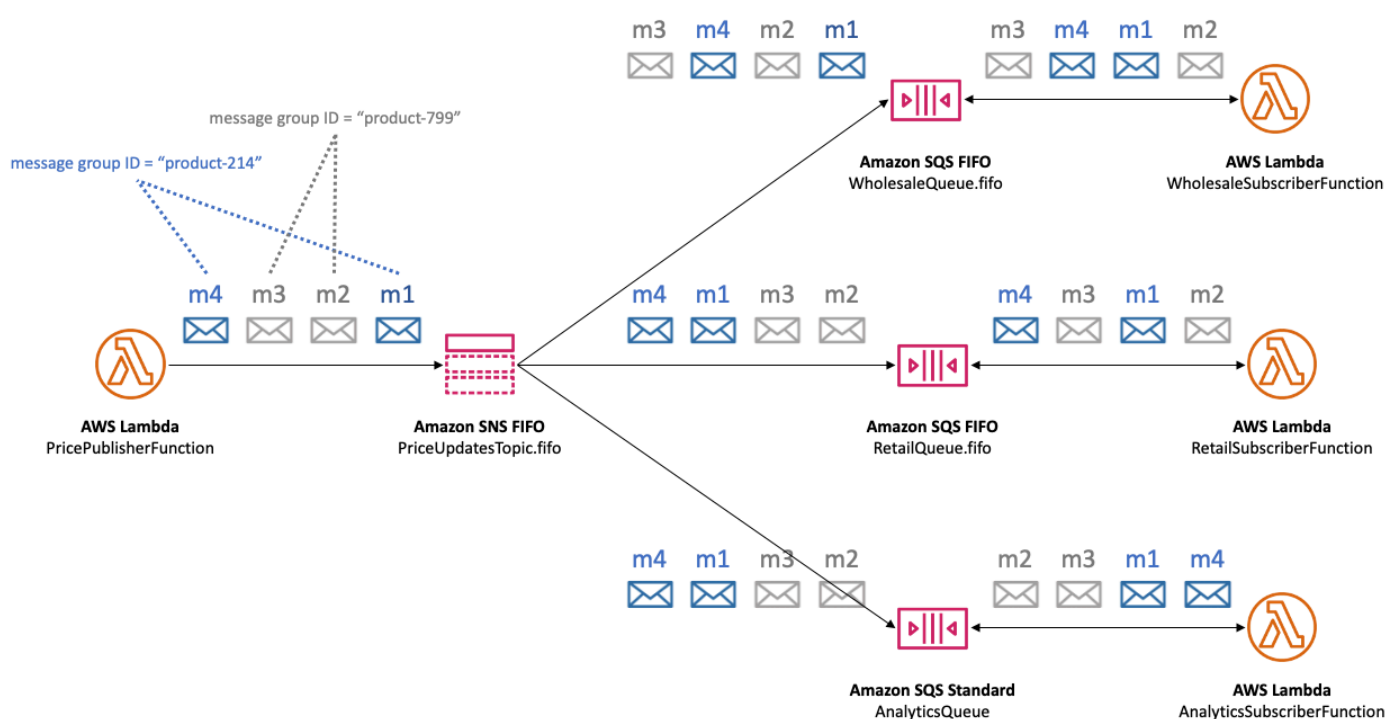 m3 m4 m2 m1
m3 m4 m1 m2
message group ID = “product-799”
message group ID = “product-214”
Amazon SQS FIFO
WholesaleQueue.fifo
AWS Lambda
WholesaleSubscriberFunction
m4 m3 m2 m1
m4 m1 m3 m2
m4 m3 m1 m2
AWS Lambda
PricePublisherFunction
Amazon SNS FIFO
PriceUpdatesTopic.fifo
Amazon SQS FIFO
RetailQueue.fifo
AWS Lambda
RetailSubscriberFunction
m4 m1 m3 m2
m2 m3 m1 m4
Amazon SQS Standard
AnalyticsQueue
AWS Lambda
AnalyticsSubscriberFunction